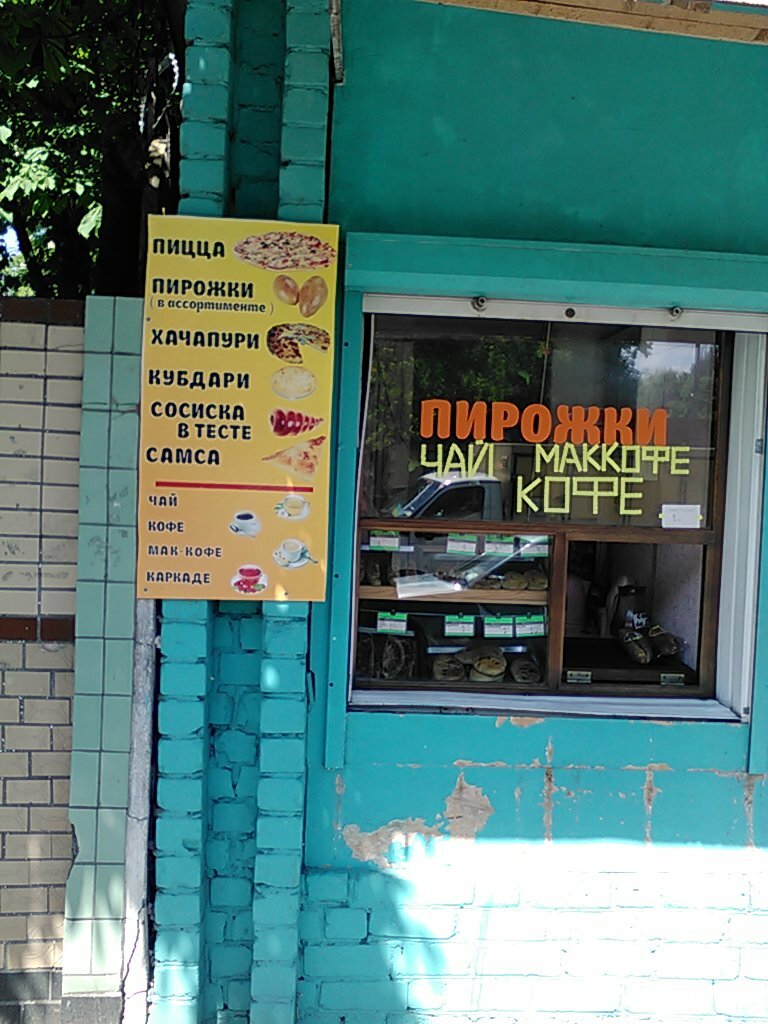 ПИЦЦА
ПИРОЖКИ
(в ассортименте)
ХАЧАПУРИ
КУБДАРИ
СОСИСКА
В ТЕСТЕ
САМСА
ЧАЙ
КОФЕ
МАК-КОФЕ
КАРКАДЕ
ПИРОЖКИ
ЧАЙ МАККОФЕ
КОФЕ